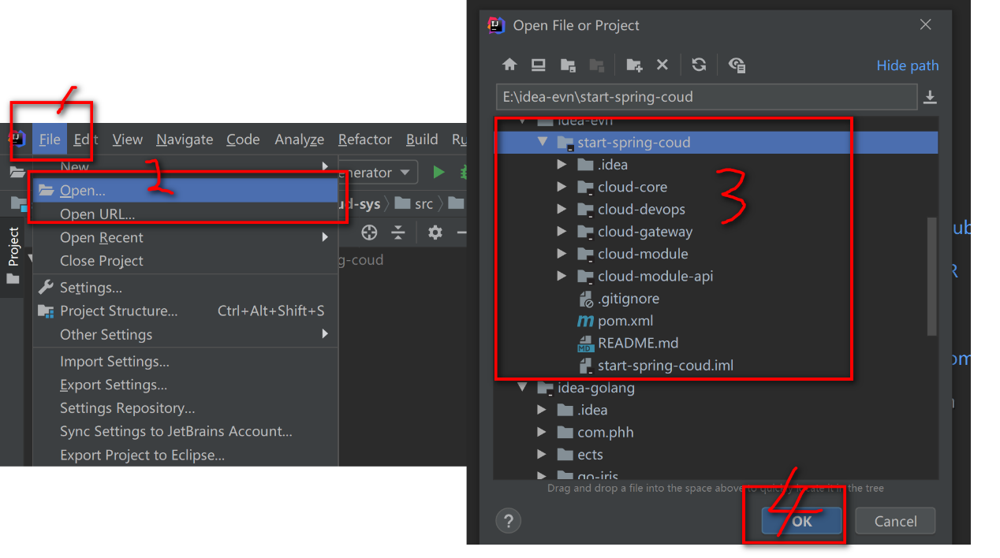 1
File Edit View Navigate Code Analyze Refactor Build Ru
New
2
enerator
Open...
Open URL...
ud-sys src
Open Recent
Close Project
g-coud
Project
Settings...
Project Structure... Ctrl+Alt+Shift+S
Other Settings
Import Settings...
Export Settings...
Settings Repository...
Sync Settings to JetBrains Account...
Export Project to Eclipse...
Open File or Project
Hide path
E:\idea-evn\start-spring-coud
idea-evn
start-spring-coud
.idea
3
cloud-core
cloud-devops
cloud-gateway
cloud-module
cloud-module-api
.gitignore
pom.xml
README.md
start-spring-coud.iml
idea-golang
.idea
com.phh
ects
go-iris
Drag and drop a file into the space above to quickly locate it in the tree
4
? OK Cancel
ub
R
om